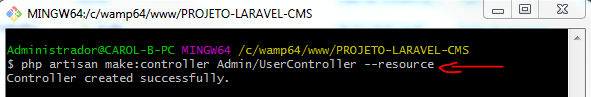 MINGW64:/c/wamp64/www/PROJETO-LARAVEL-CMS
Administrador@CAROL-B-PC MINGW64 /c/wamp64/www/PROJETO-LARAVEL-CMS
$ php artisan make:controller Admin/UserController --resource
Controller created successfully.